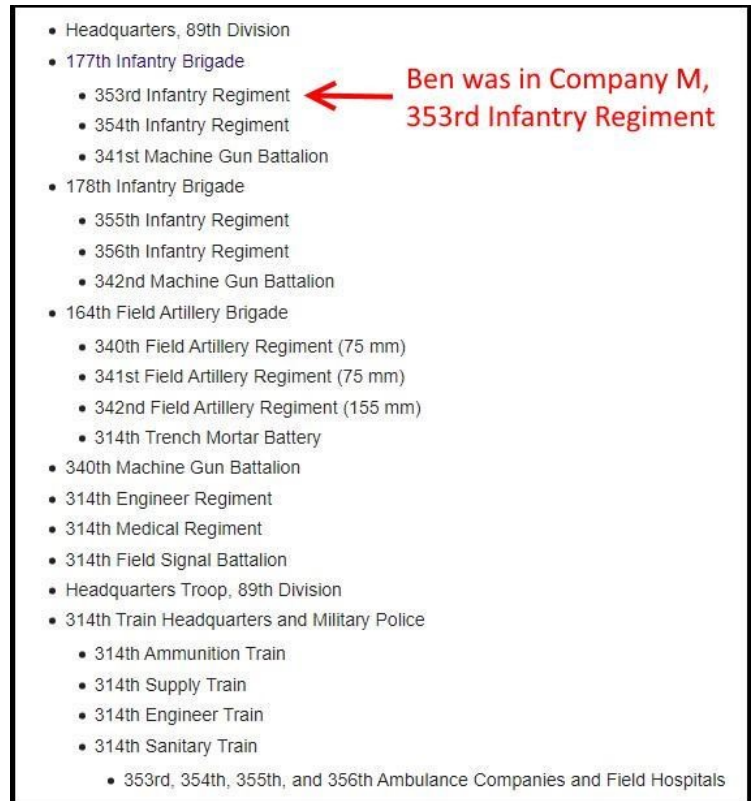 • Headquarters, 89th Division
• 177th Infantry Brigade
• 353rd Infantry Regiment
Ben was in Company M,
353rd Infantry Regiment
• 354th Infantry Regiment
• 341st Machine Gun Battalion
• 178th Infantry Brigade
• 355th Infantry Regiment
• 356th Infantry Regiment
• 342nd Machine Gun Battalion
• 164th Field Artillery Brigade
• 340th Field Artillery Regiment (75 mm)
• 341st Field Artillery Regiment (75 mm)
• 342nd Field Artillery Regiment (155 mm)
• 314th Trench Mortar Battery
• 340th Machine Gun Battalion
• 314th Engineer Regiment
• 314th Medical Regiment
• 314th Field Signal Battalion
• Headquarters Troop, 89th Division
• 314th Train Headquarters and Military Police
• 314th Ammunition Train
• 314th Supply Train
• 314th Engineer Train
• 314th Sanitary Train
• 353rd, 354th, 355th, and 356th Ambulance Companies and Field Hospitals